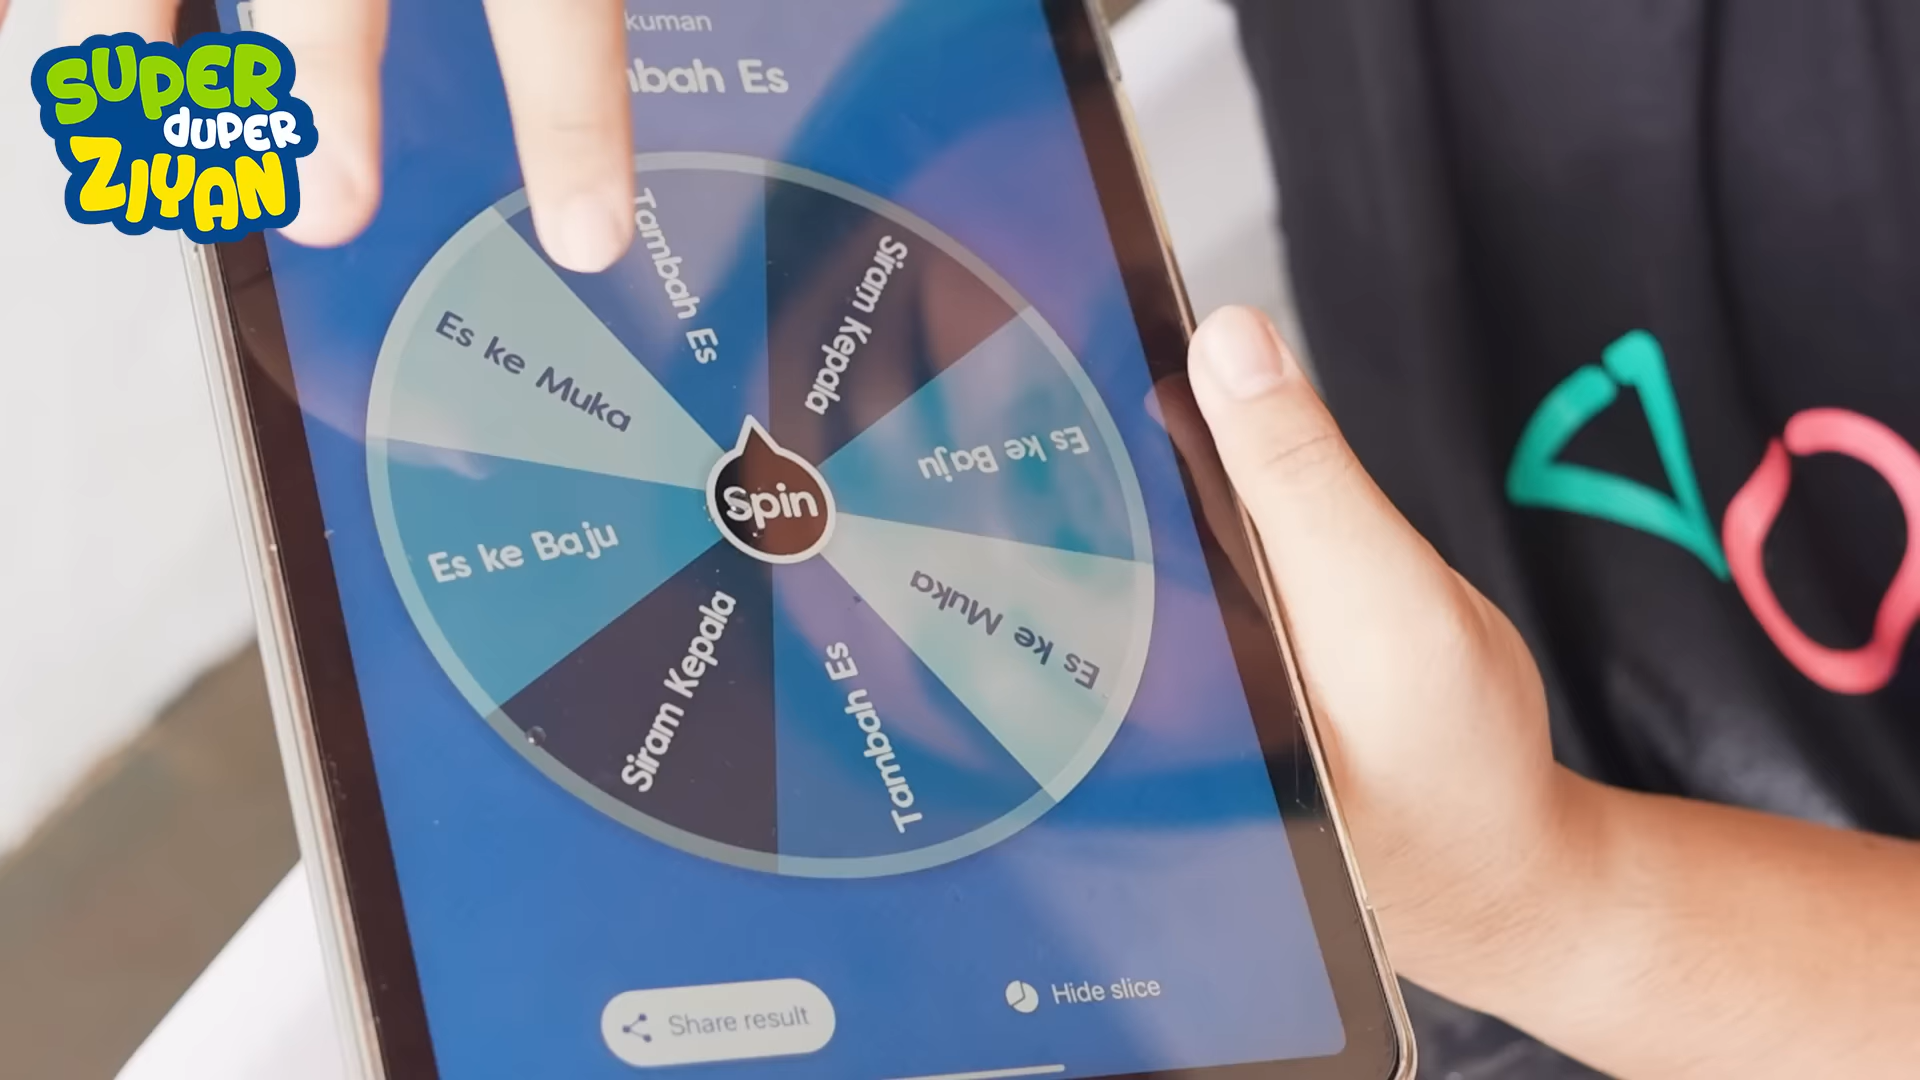 SUPER
duPER
ZIYAN
kuman
bah Es
Tambah Es
Siram Kepala
Es ke Muka
Es ke Baju
Es ke Baju
Spin
Es ke Muka
Siram Kepala
Tambah Es
Share result
Hide slice